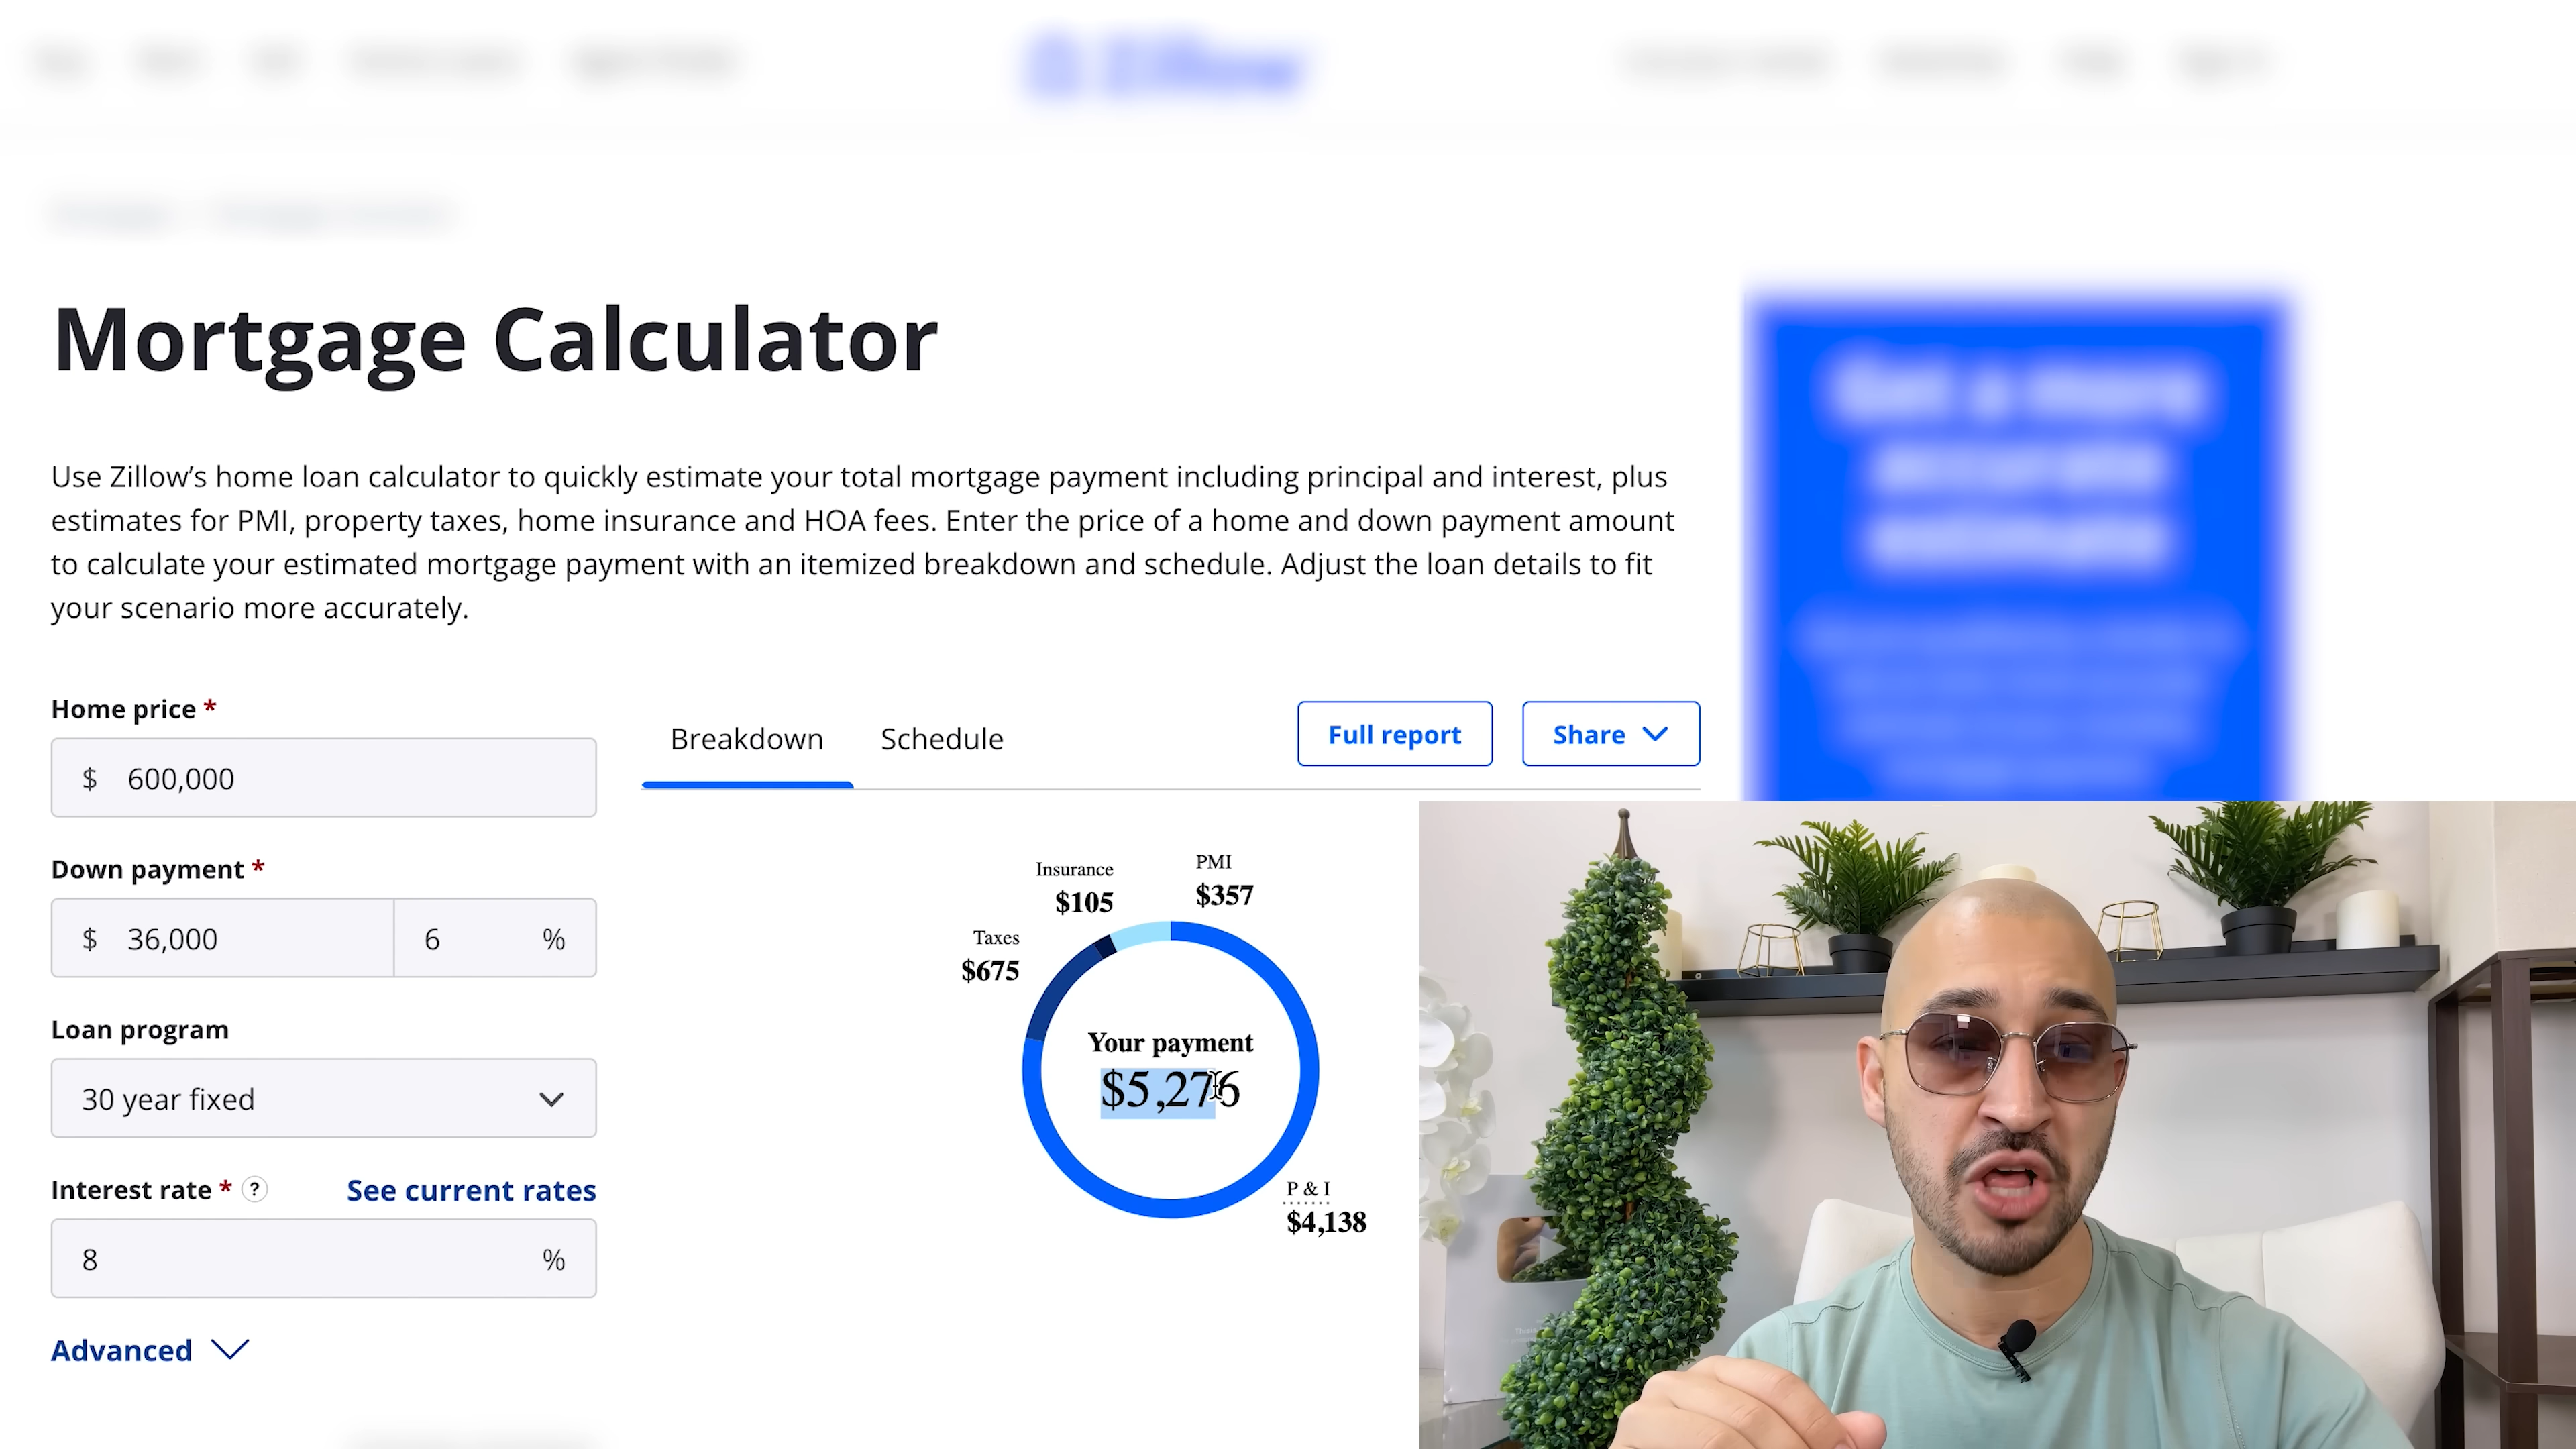 Zillow
Mortgage Calculator
Use Zillow’s home loan calculator to quickly estimate your total mortgage payment including principal and interest, plus
estimates for PMI, property taxes, home insurance and HOA fees. Enter the price of a home and down payment amount
to calculate your estimated mortgage payment with an itemized breakdown and schedule. Adjust the loan details to fit
your scenario more accurately.
Get a more
accurate
estimate
Home price *
$ 600,000
Down payment *
$ 36,000 6 %
Loan program
30 year fixed
Interest rate * ? See current rates
8 %
Advanced
Breakdown Schedule Full report Share
Insurance
$105
PMI
$357
Taxes
$675
Your payment
$5,276
P & I
$4,138